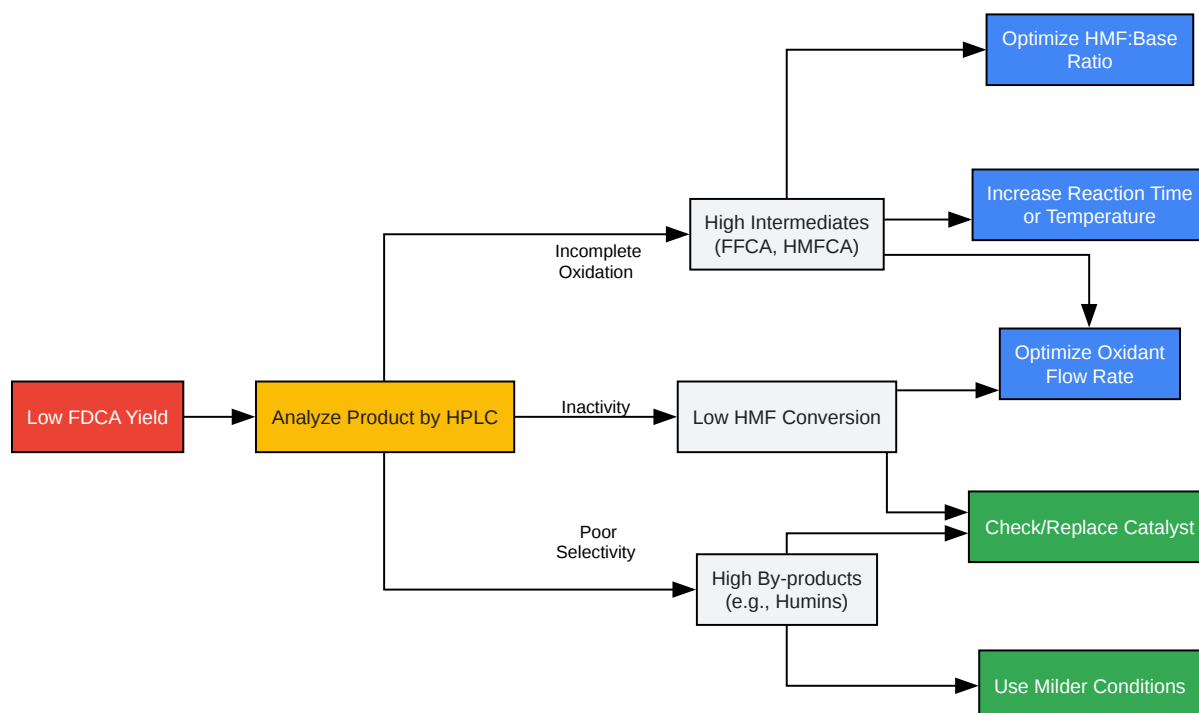 Optimize HMF:Base
Ratio
Increase Reaction Time
or Temperature
High Intermediates
(FFCA, HMFCA)
Incomplete
Oxidation
Optimize Oxidant
Flow Rate
Low FDCA Yield
Analyze Product by HPLC
Inactivity
Low HMF Conversion
Check/Replace Catalyst
Poor
Selectivity
High By-products
(e.g., Humins)
Use Milder Conditions